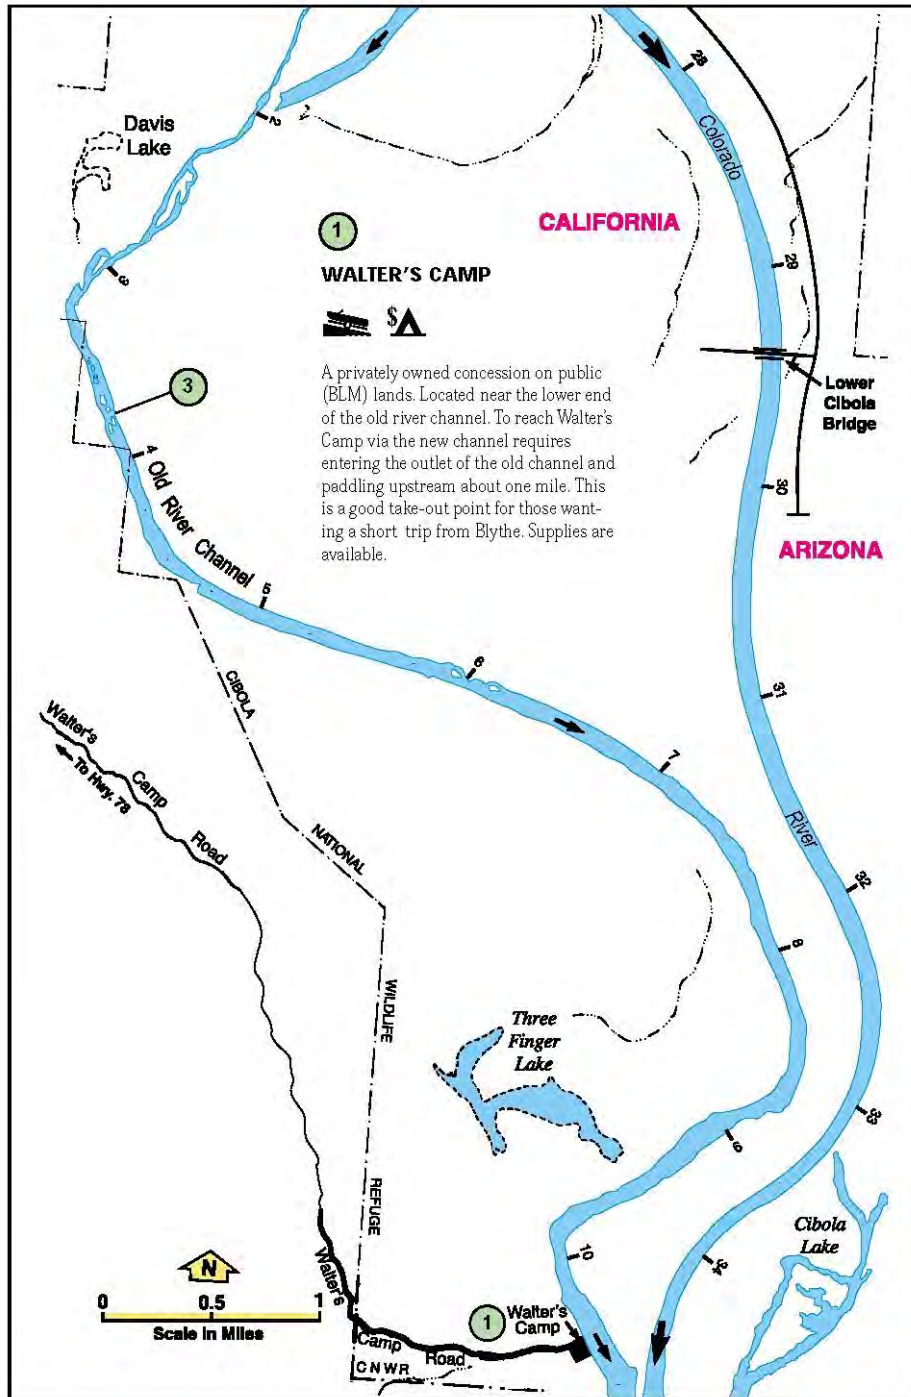 28
Colorado
2
Davis
Lake
1
CALIFORNIA
WALTER'S CAMP
29
3
$
3
A privately owned concession on public
(BLM) lands. Located near the lower end
of the old river channel. To reach Walter's
Camp via the new channel requires
entering the outlet of the old channel and
paddling upstream about one mile. This
is a good take-out point for those want-
ing a short trip from Blythe. Supplies are
available.
Lower
Cibola
Bridge
4
Old River Channel
30
ARIZONA
5
6
CIBOLA
31
Walter's
Camp
Road
To Hwy. 78
7
River
NATIONAL
32
8
WILDLIFE
Three
Finger
Lake
33
9
REFUGE
Cibola
Lake
10
34
N
Walter's
0 0.5 1
Scale in Miles
1
Walter's
Camp
Camp
Road
CNWR